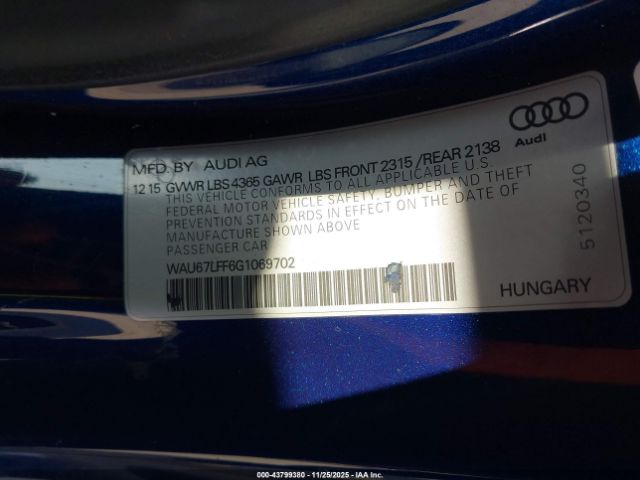 Audi
MFD. BY AUDI AG
12 15 GVWR LBS 4365 GAWR LBS FRONT 2315 /REAR 2138
THIS VEHICLE CONFORMS TO ALL APPLICABLE U.S.
FEDERAL MOTOR VEHICLE SAFETY, BUMPER AND THEFT
PREVENTION STANDARDS IN EFFECT ON THE DATE OF
MANUFACTURE SHOWN ABOVE
PASSENGER CAR
WAU67LFF6G1069702
5120340
HUNGARY
000-43799380 - 11/25/2025 - IAA Holdings, LLC